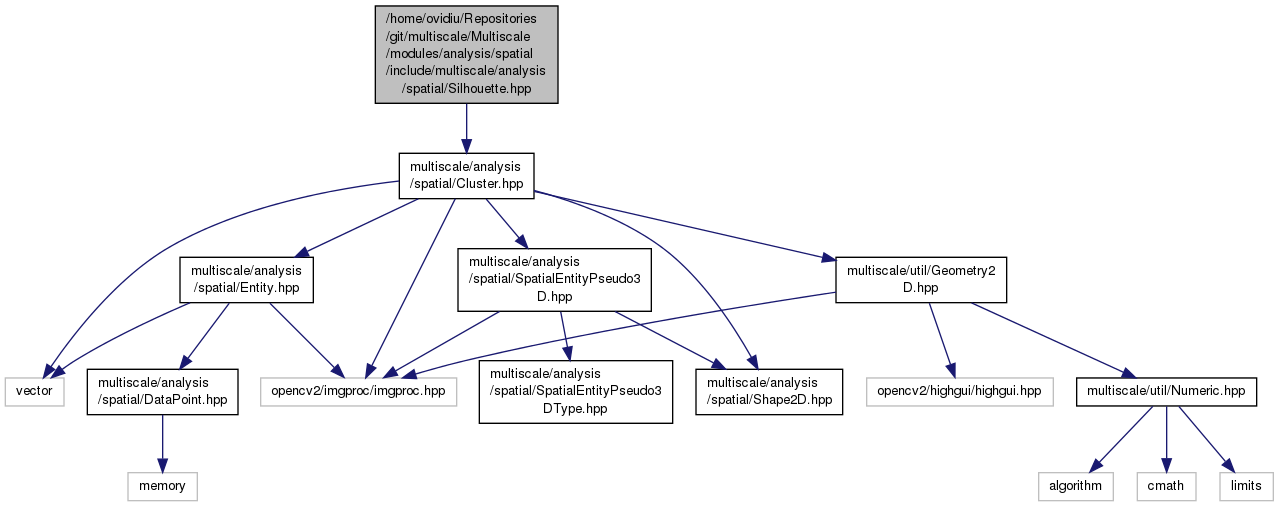 /home/ovidiu/Repositories
/git/multiscale/Multiscale
/modules/analysis/spatial
/include/multiscale/analysis
/spatial/Silhouette.hpp
multiscale/analysis
/spatial/Cluster.hpp
multiscale/analysis
/spatial/Entity.hpp
multiscale/analysis
/spatial/SpatialEntityPseudo3
D.hpp
multiscale/util/Geometry2
D.hpp
vector
multiscale/analysis
/spatial/DataPoint.hpp
opencv2/imgproc/imgproc.hpp
multiscale/analysis
/spatial/SpatialEntityPseudo3
DType.hpp
multiscale/analysis
/spatial/Shape2D.hpp
opencv2/highgui/highgui.hpp
multiscale/util/Numeric.hpp
memory
algorithm
cmath
limits